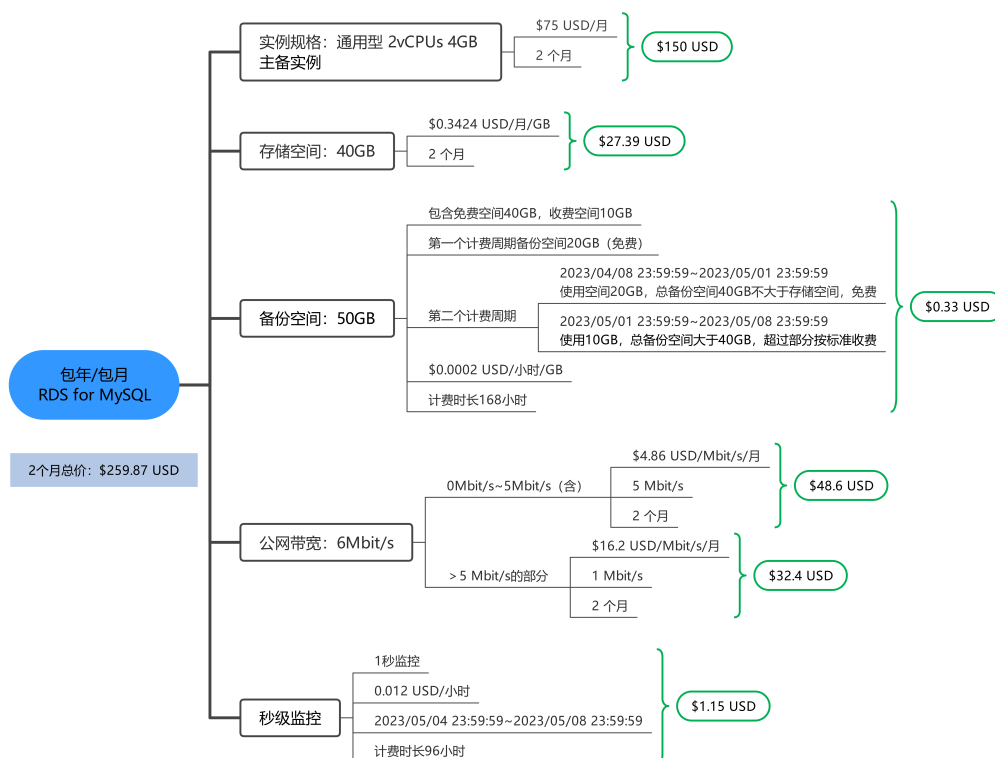 包年/包月
RDS for MySQL
2个月总价：$259.87 USD
实例规格：通用型 2vCPUs 4GB
主备实例
$75 USD/月
2 个月
$150 USD
存储空间：40GB
$0.3424 USD/月/GB
2 个月
$27.39 USD
备份空间：50GB
包含免费空间40GB，收费空间10GB
第一个计费周期备份空间20GB（免费）
第二个计费周期
2023/04/08 23:59:59~2023/05/01 23:59:59
使用空间20GB，总备份空间40GB不大于存储空间，免费
2023/05/01 23:59:59~2023/05/08 23:59:59
使用10GB，总备份空间大于40GB，超过部分按标准收费
$0.0002 USD/小时/GB
计费时长168小时
$0.33 USD
公网带宽：6Mbit/s
0Mbit/s~5Mbit/s（含）
$4.86 USD/Mbit/s/月
5 Mbit/s
2 个月
$48.6 USD
＞5 Mbit/s的部分
$16.2 USD/Mbit/s/月
1 Mbit/s
2 个月
$32.4 USD
秒级监控
1秒监控
0.012 USD/小时
2023/05/04 23:59:59~2023/05/08 23:59:59
计费时长96小时
$1.15 USD